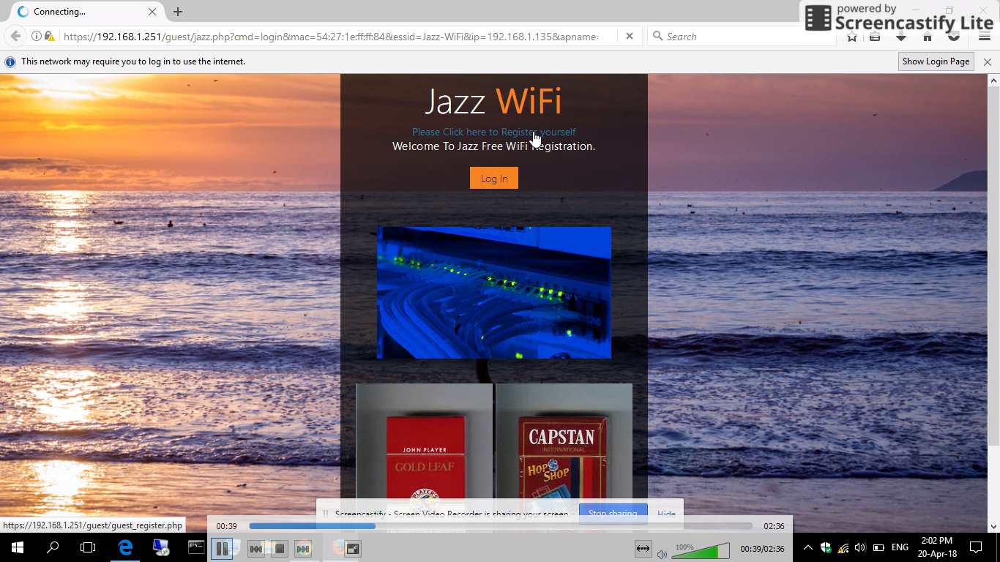 Connecting...
powered by
Screencastify Lite
https://192.168.1.251/guest/jazz.php?cmd=login&mac=54:27:1e:ff:ff:84&essid=Jazz-WiFi&ip=192.168.1.135&apname=
Search
This network may require you to log in to use the internet.
Show Login Page
Jazz WiFi
Please Click here to Register yourself
Welcome To Jazz Free WiFi Registration.
Log In
JOHN PLAYER
GOLD LEAF
PLAYER'S
CAPSTAN
INTERNATIONAL
HOP SHOP
Screencastify - Screen Video Recorder is sharing your screen.
Stop sharing
Hide
https://192.168.1.251/guest/guest_register.php
00:39
02:36
100%
00:39/02:36
ENG
2:02 PM
20-Apr-18